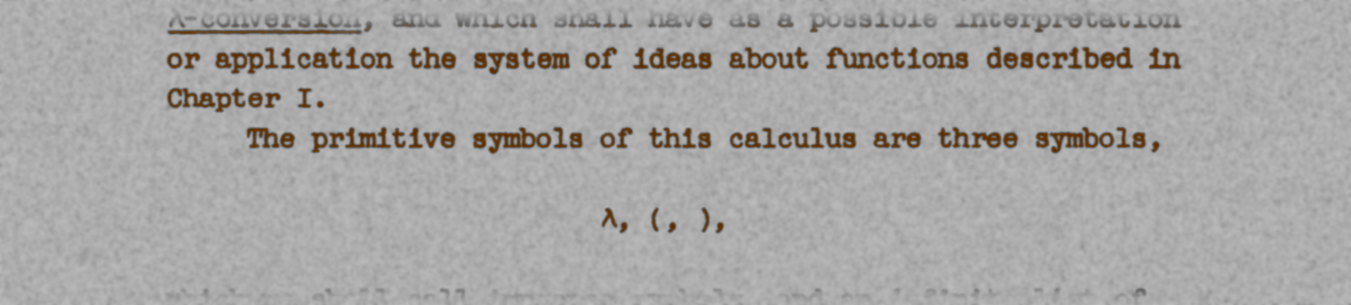 λ-conversion, and which shall have as a possible interpretation
or application the system of ideas about functions described in
Chapter I.
The primitive symbols of this calculus are three symbols,
λ, (, ),